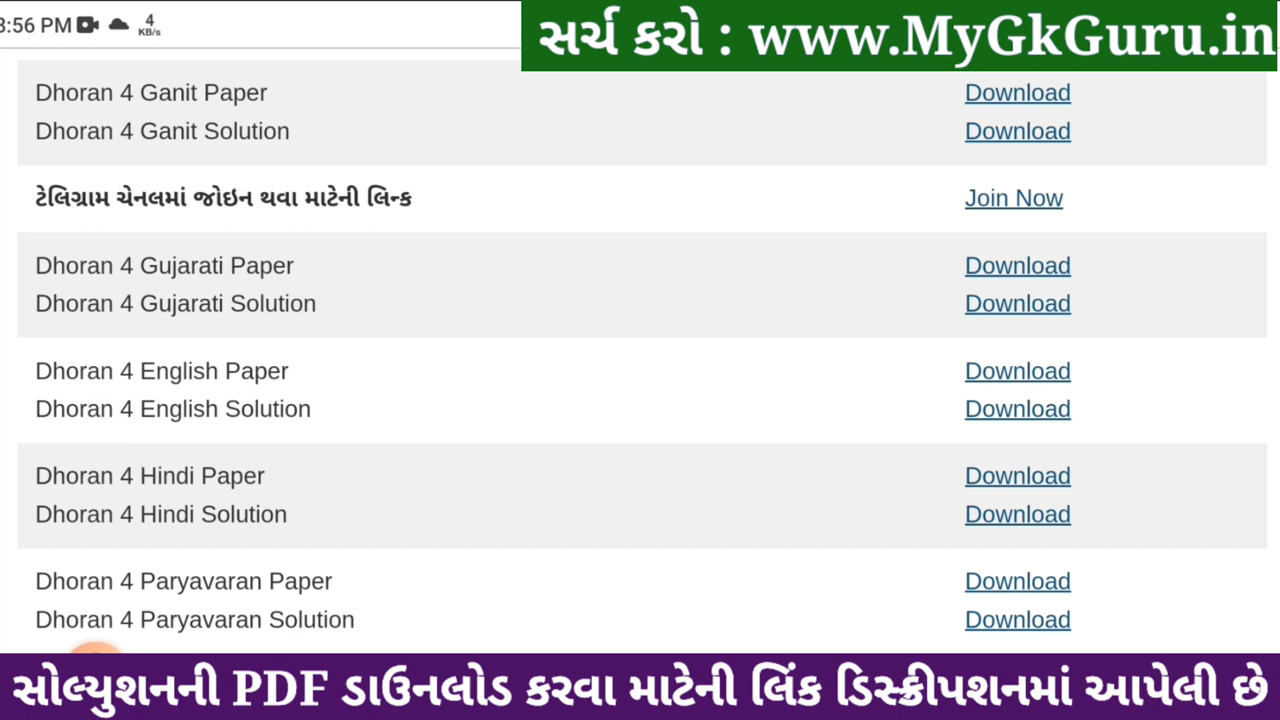 3:56 PM 4 KB/s
સર્ચ કરો : www.MyGkGuru.in
Dhoran 4 Ganit Paper Download
Dhoran 4 Ganit Solution Download
ટેલિગ્રામ ચેનલમાં જોઇન થવા માટેની લિન્ક Join Now
Dhoran 4 Gujarati Paper Download
Dhoran 4 Gujarati Solution Download
Dhoran 4 English Paper Download
Dhoran 4 English Solution Download
Dhoran 4 Hindi Paper Download
Dhoran 4 Hindi Solution Download
Dhoran 4 Paryavaran Paper Download
Dhoran 4 Paryavaran Solution Download
સોલ્યુશનની PDF ડાઉનલોડ કરવા માટેની લિંક ડિસ્ક્રીપશનમાં આપેલી છે